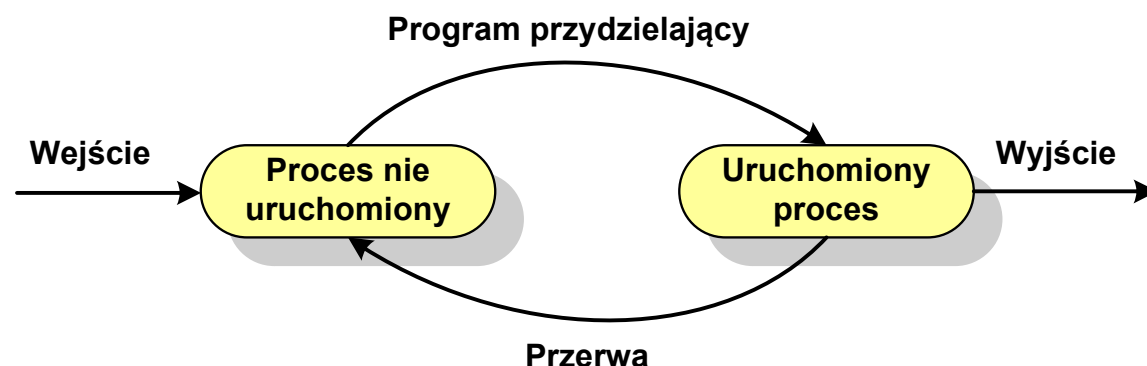 Program przydzielający
Wejście
Proces nie
uruchomiony
Uruchomiony
proces
Wyjście
Przerwa